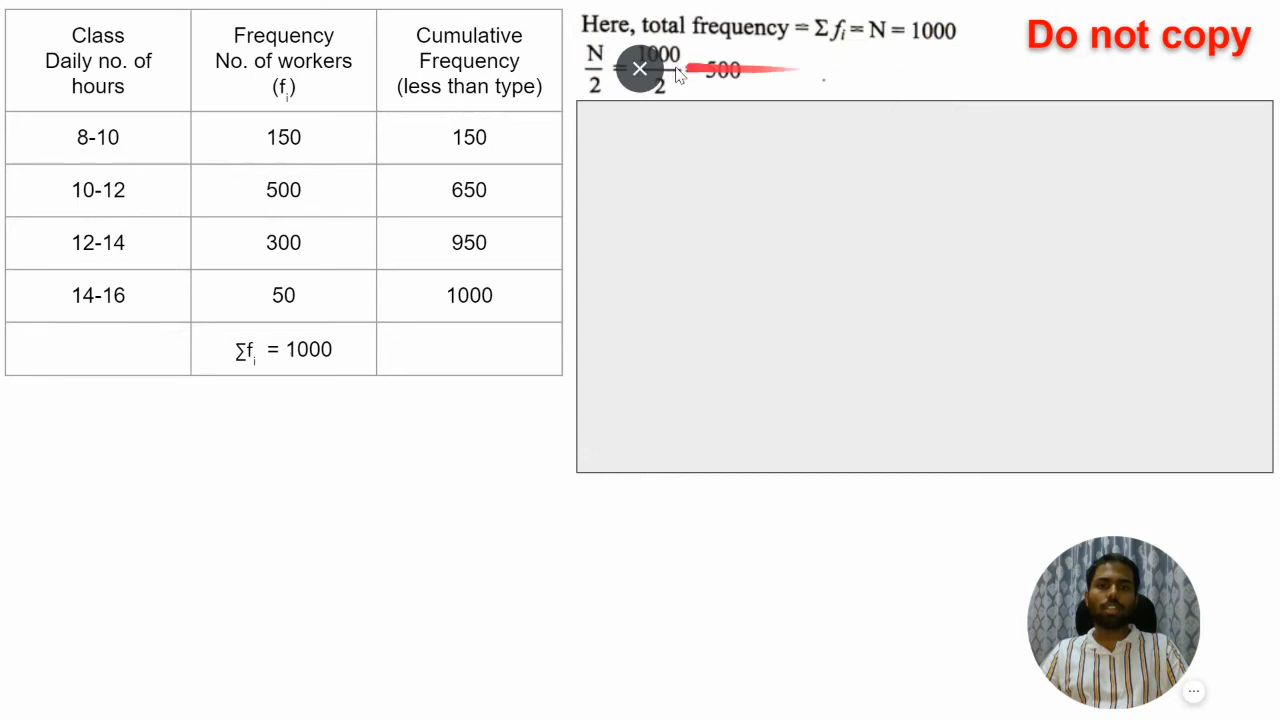 Class
Daily no. of
hours
Frequency
No. of workers
(fi)
Cumulative
Frequency
(less than type)
8-10 150 150
10-12 500 650
12-14 300 950
14-16 50 1000
∑fi = 1000
Here, total frequency = Σ fi = N = 1000
N/2 = 1000/2 = 500
Do not copy